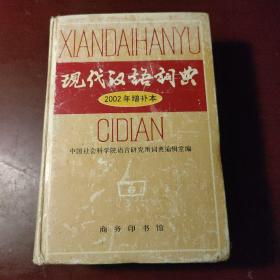 XIANDAIHANYU
现代汉语词典
2002年增补本
CIDIAN
中国社会科学院语言研究所词典编辑室编
商务印书馆